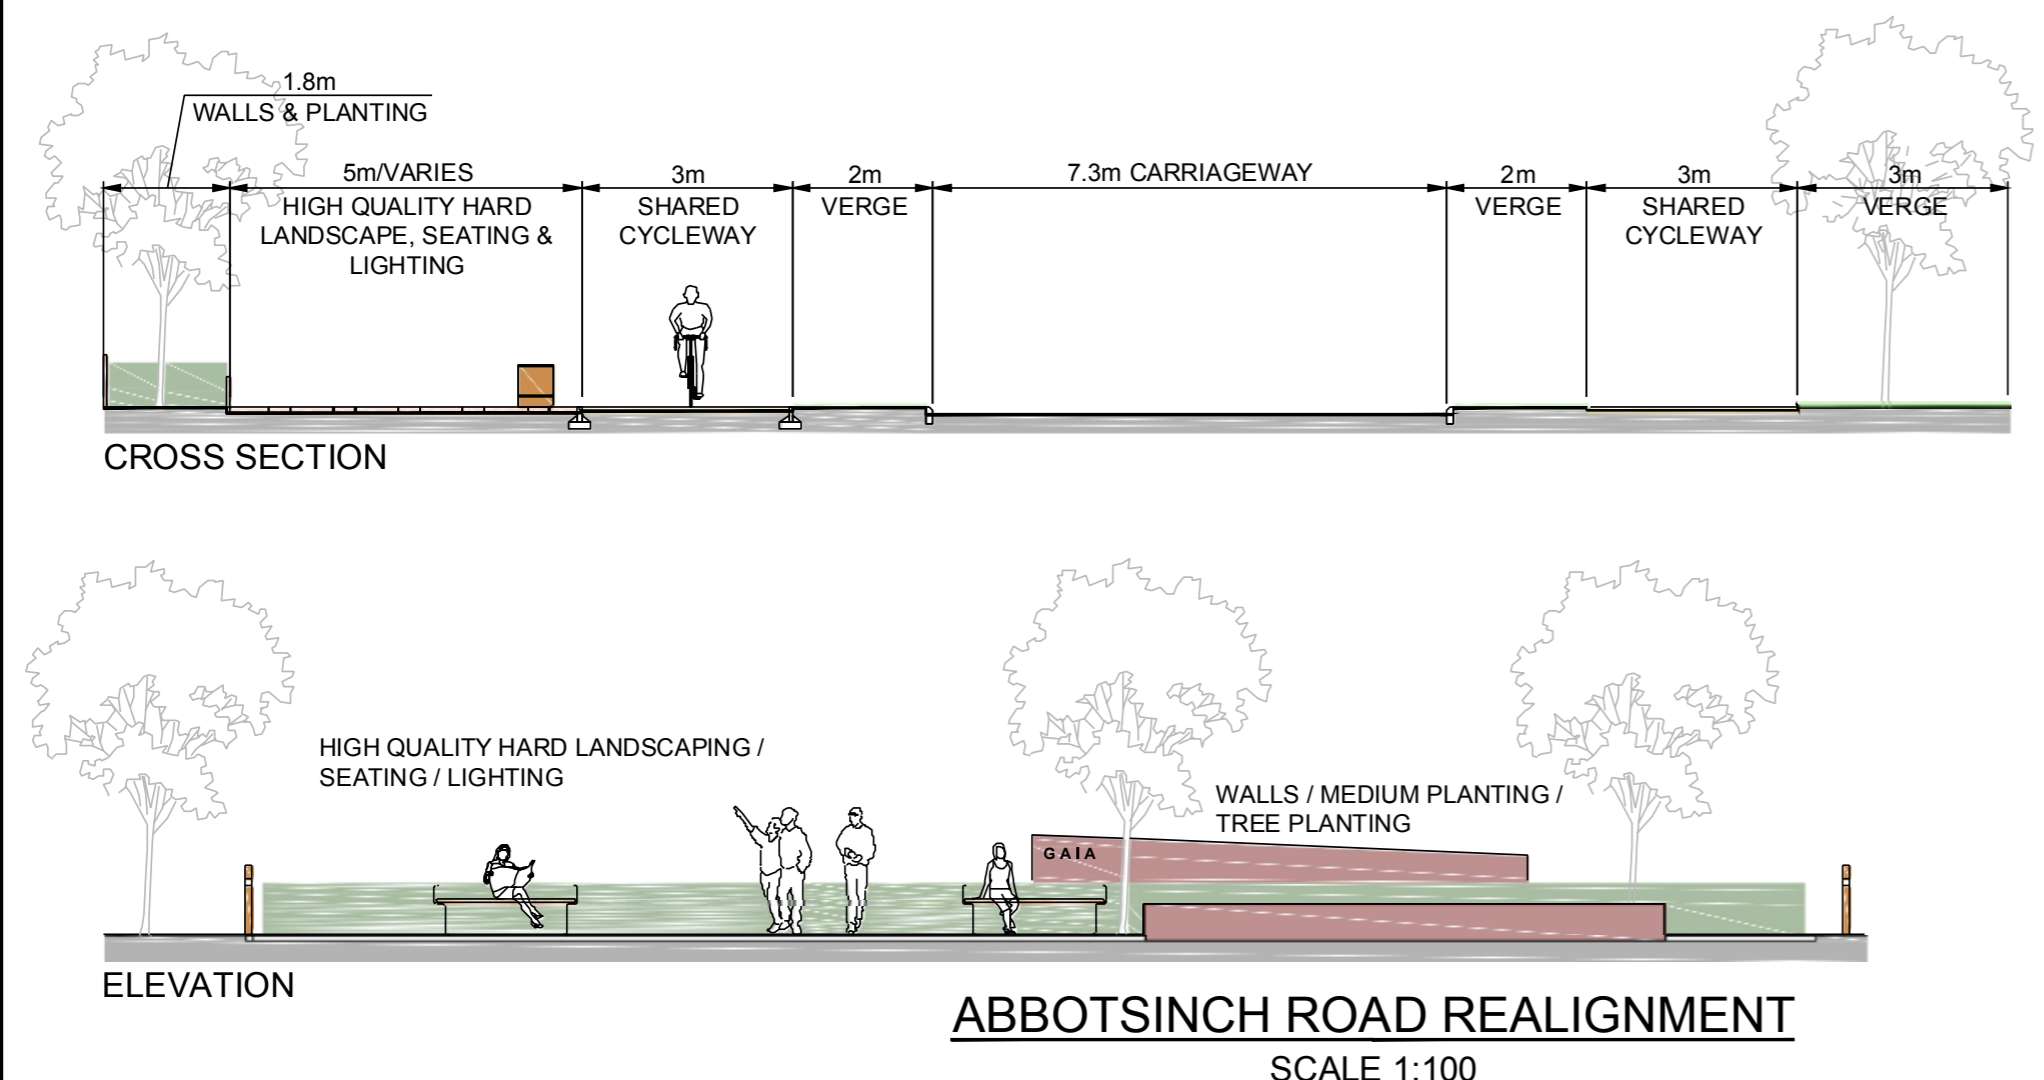 1.8m
WALLS & PLANTING
5m/VARIES
HIGH QUALITY HARD
LANDSCAPE, SEATING &
LIGHTING
3m
SHARED
CYCLEWAY
2m
VERGE
7.3m CARRIAGEWAY
2m
VERGE
3m
SHARED
CYCLEWAY
3m
VERGE
CROSS SECTION
HIGH QUALITY HARD LANDSCAPING /
SEATING / LIGHTING
WALLS / MEDIUM PLANTING /
TREE PLANTING
GAIA
ELEVATION
ABBOTSINCH ROAD REALIGNMENT
SCALE 1:100